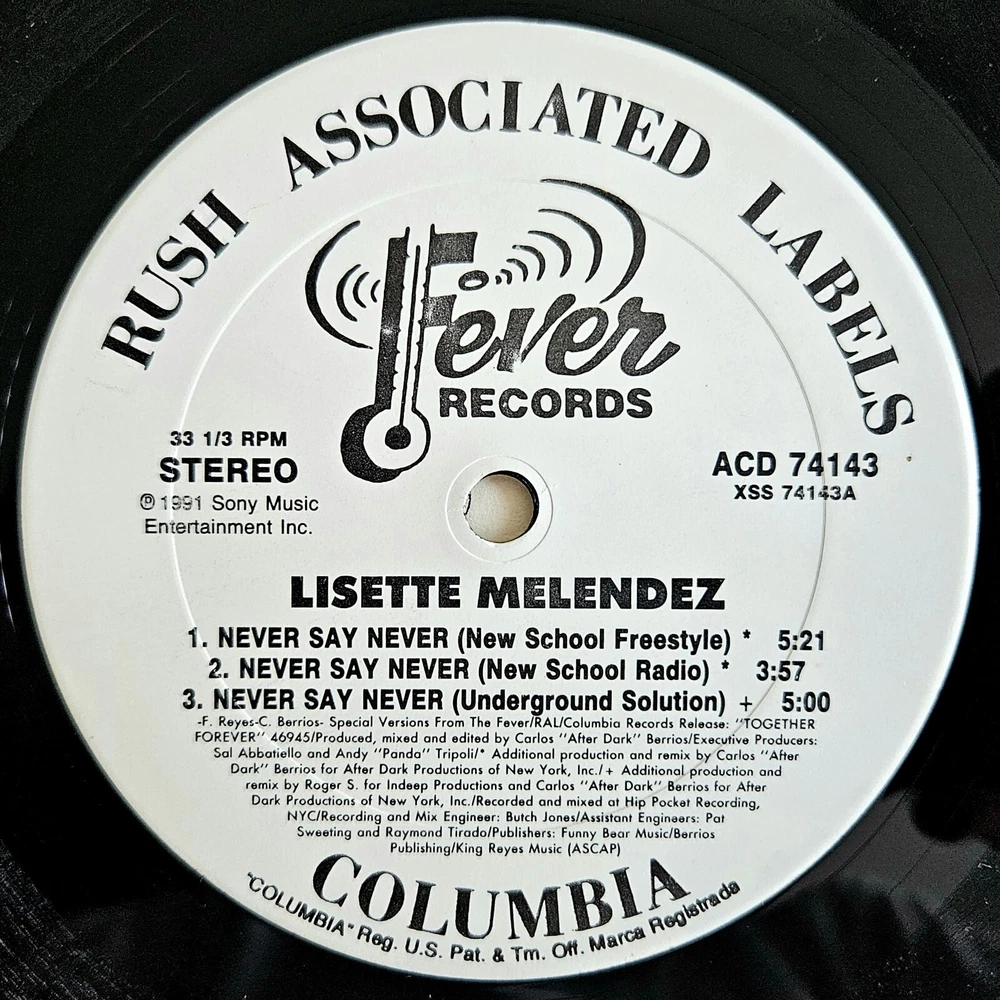 RUSH ASSOCIATED LABELS
Fever
RECORDS
33 1/3 RPM
STEREO
℗ 1991 Sony Music
Entertainment Inc.
ACD 74143
XSS 74143A
LISETTE MELENDEZ
1. NEVER SAY NEVER (New School Freestyle) * 5:21
2. NEVER SAY NEVER (New School Radio) * 3:57
3. NEVER SAY NEVER (Underground Solution) + 5:00
-F. Reyes-C. Berrios- Special Versions From The Fever/RAL/Columbia Records Release: "TOGETHER
FOREVER" 46945/Produced, mixed and edited by Carlos "After Dark" Berrios/Executive Producers:
Sal Abbatiello and Andy "Panda" Tripoli/* Additional production and remix by Carlos "After
Dark" Berrios for After Dark Productions of New York, Inc./+ Additional production and
remix by Roger S. for Indeep Productions and Carlos "After Dark" Berrios for After
Dark Productions of New York, Inc./Recorded and mixed at Hip Pocket Recording,
NYC/Recording and Mix Engineer: Butch Jones/Assistant Engineers: Pat
Sweeting and Raymond Tirado/Publishers: Funny Bear Music/Berrios
Publishing/King Reyes Music (ASCAP)
COLUMBIA
"COLUMBIA" Reg. U.S. Pat. & Tm. Off. Marca Registrada